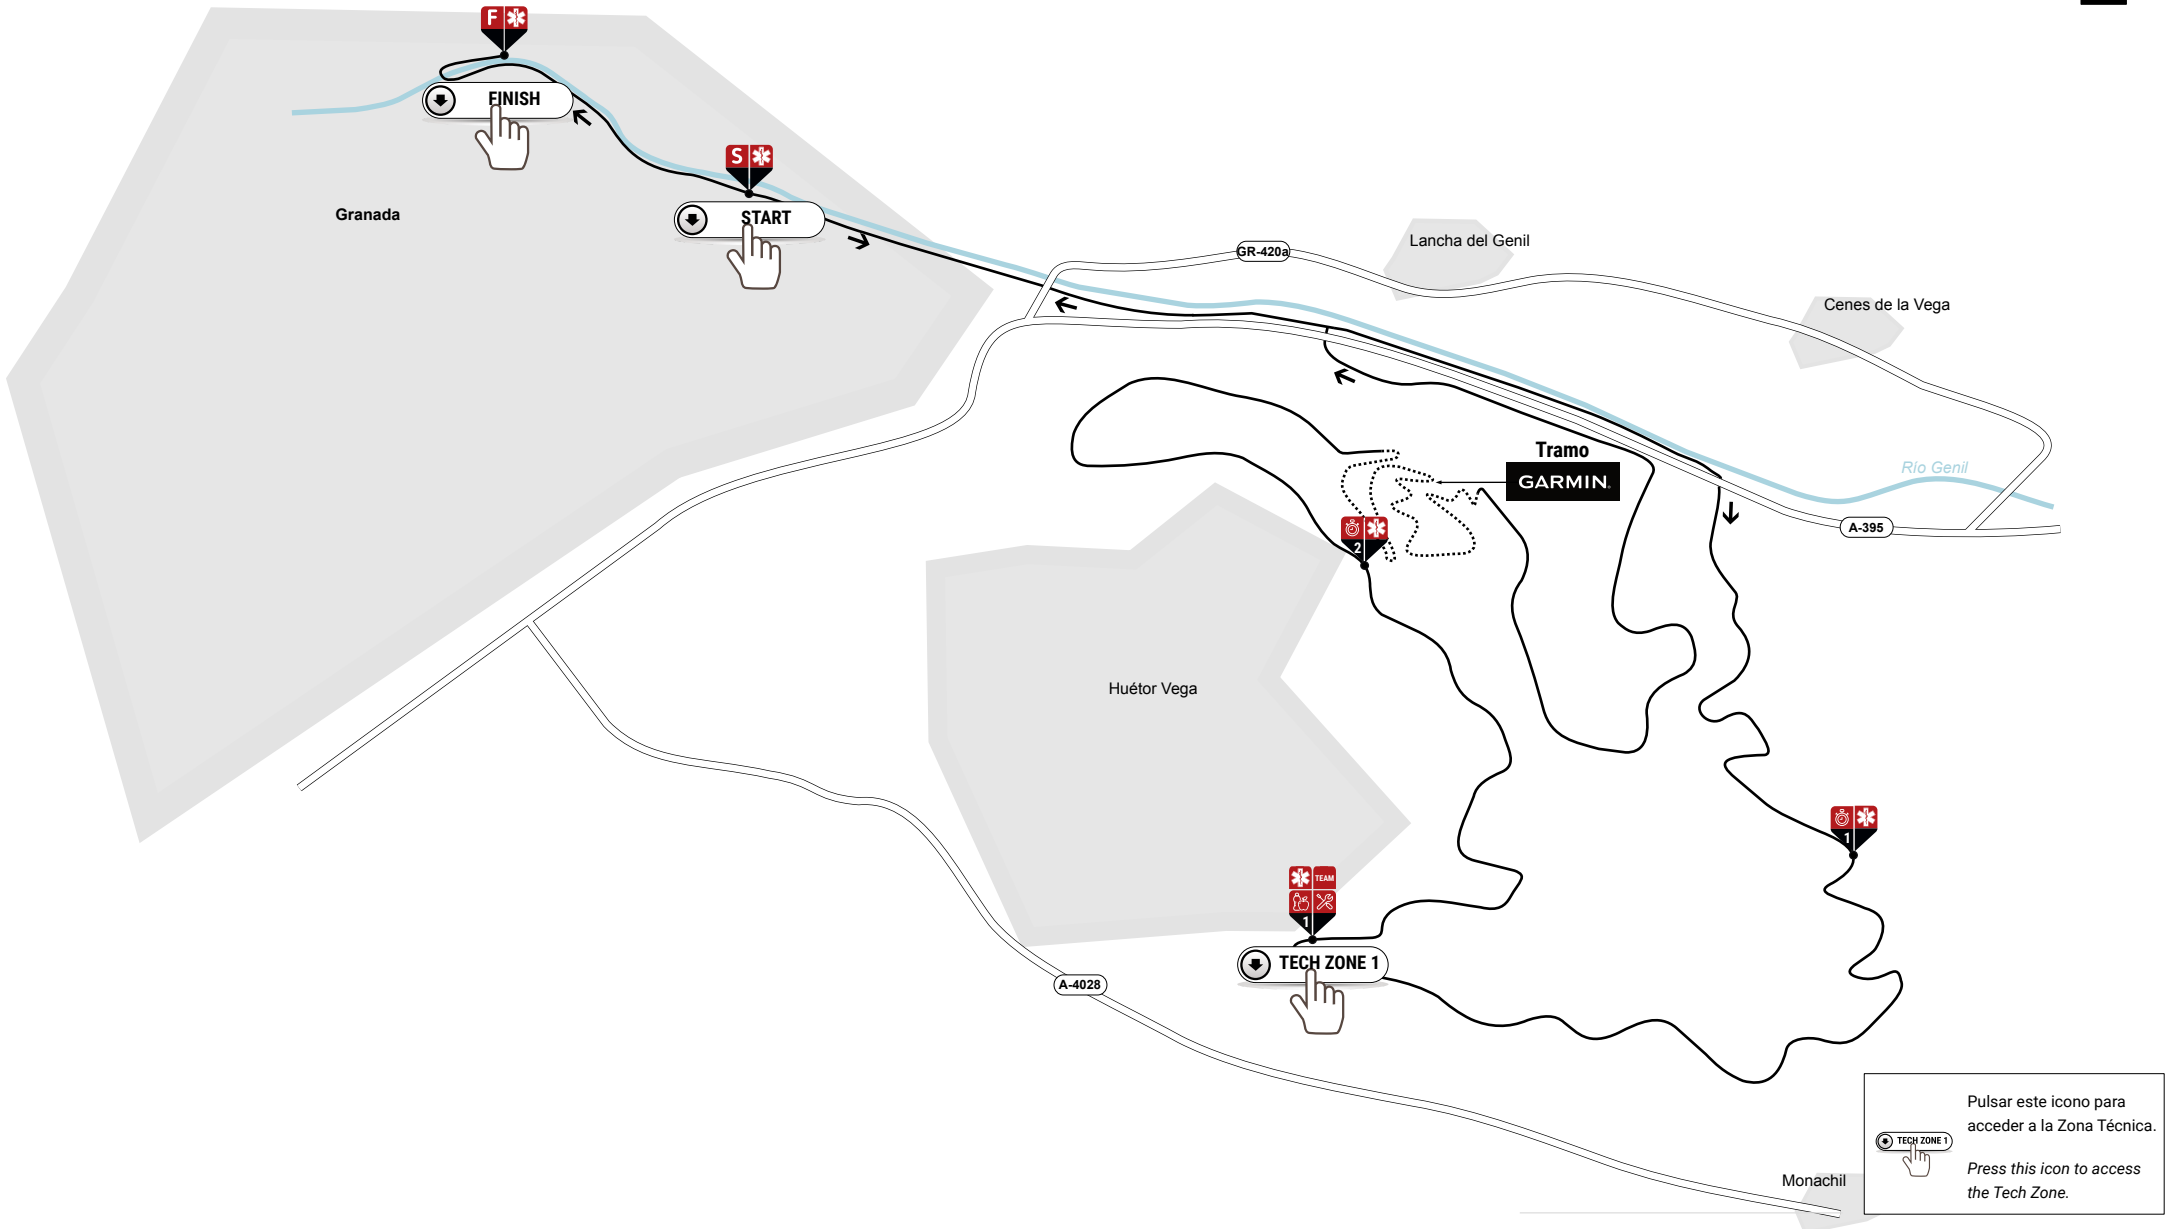 F
FINISH
S
START
Granada
GR-420a
Lancha del Genil
Cenes de la Vega
Tramo
GARMIN.
Río Genil
A-395
2
Huétor Vega
1
TEAM
1
TECH ZONE 1
A-4028
Monachil
TECH ZONE 1
Pulsar este icono para
acceder a la Zona Técnica.
Press this icon to access
the Tech Zone.